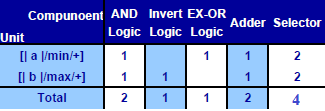 Compunoent AND Invert EX-OR Adder Selector
Unit Logic Logic Logic
[| a |/min/+] 1 1 1 2
[| b |/max/+] 1 1 1 2
Total 2 1 1 2 4